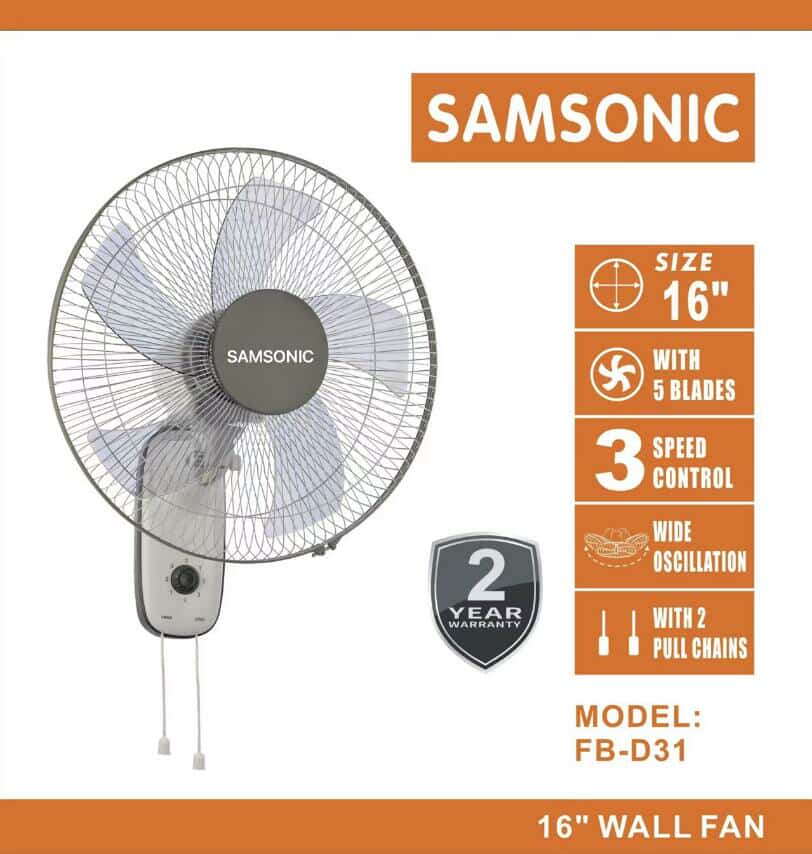 SAMSONIC
SAMSONIC
SIZE
16"
WITH
5 BLADES
3 SPEED
CONTROL
WIDE
OSCILLATION
WITH 2
PULL CHAINS
2
YEAR
WARRANTY
MODEL:
FB-D31
16" WALL FAN